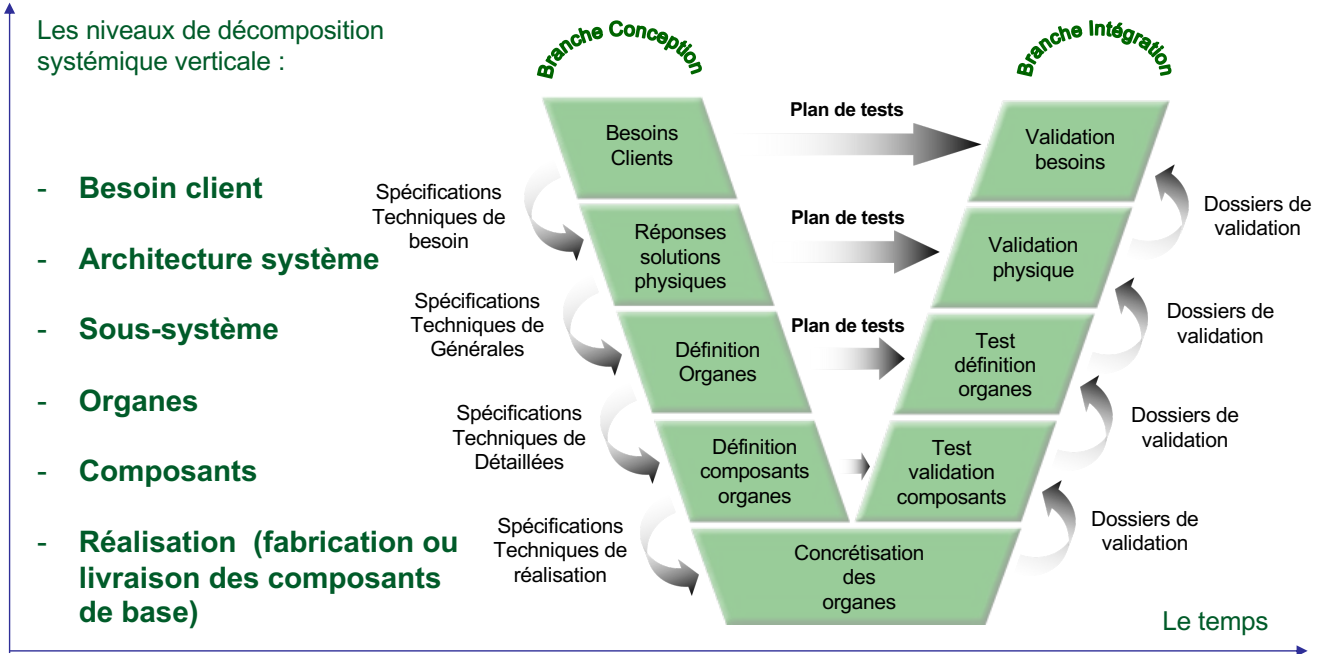 Les niveaux de décomposition
systémique verticale :
- Besoin client
- Architecture système
- Sous-système
- Organes
- Composants
- Réalisation (fabrication ou
livraison des composants
de base)
Branche Conception
Branche Intégration
Besoins
Clients
Plan de tests
Validation
besoins
Spécifications
Techniques de
besoin
Dossiers de
validation
Réponses
solutions
physiques
Plan de tests
Validation
physique
Spécifications
Techniques de
Générales
Dossiers de
validation
Définition
Organes
Plan de tests
Test
définition
organes
Spécifications
Techniques de
Détaillées
Dossiers de
validation
Définition
composants
organes
Test
validation
composants
Spécifications
Techniques de
réalisation
Dossiers de
validation
Concrétisation
des
organes
Le temps